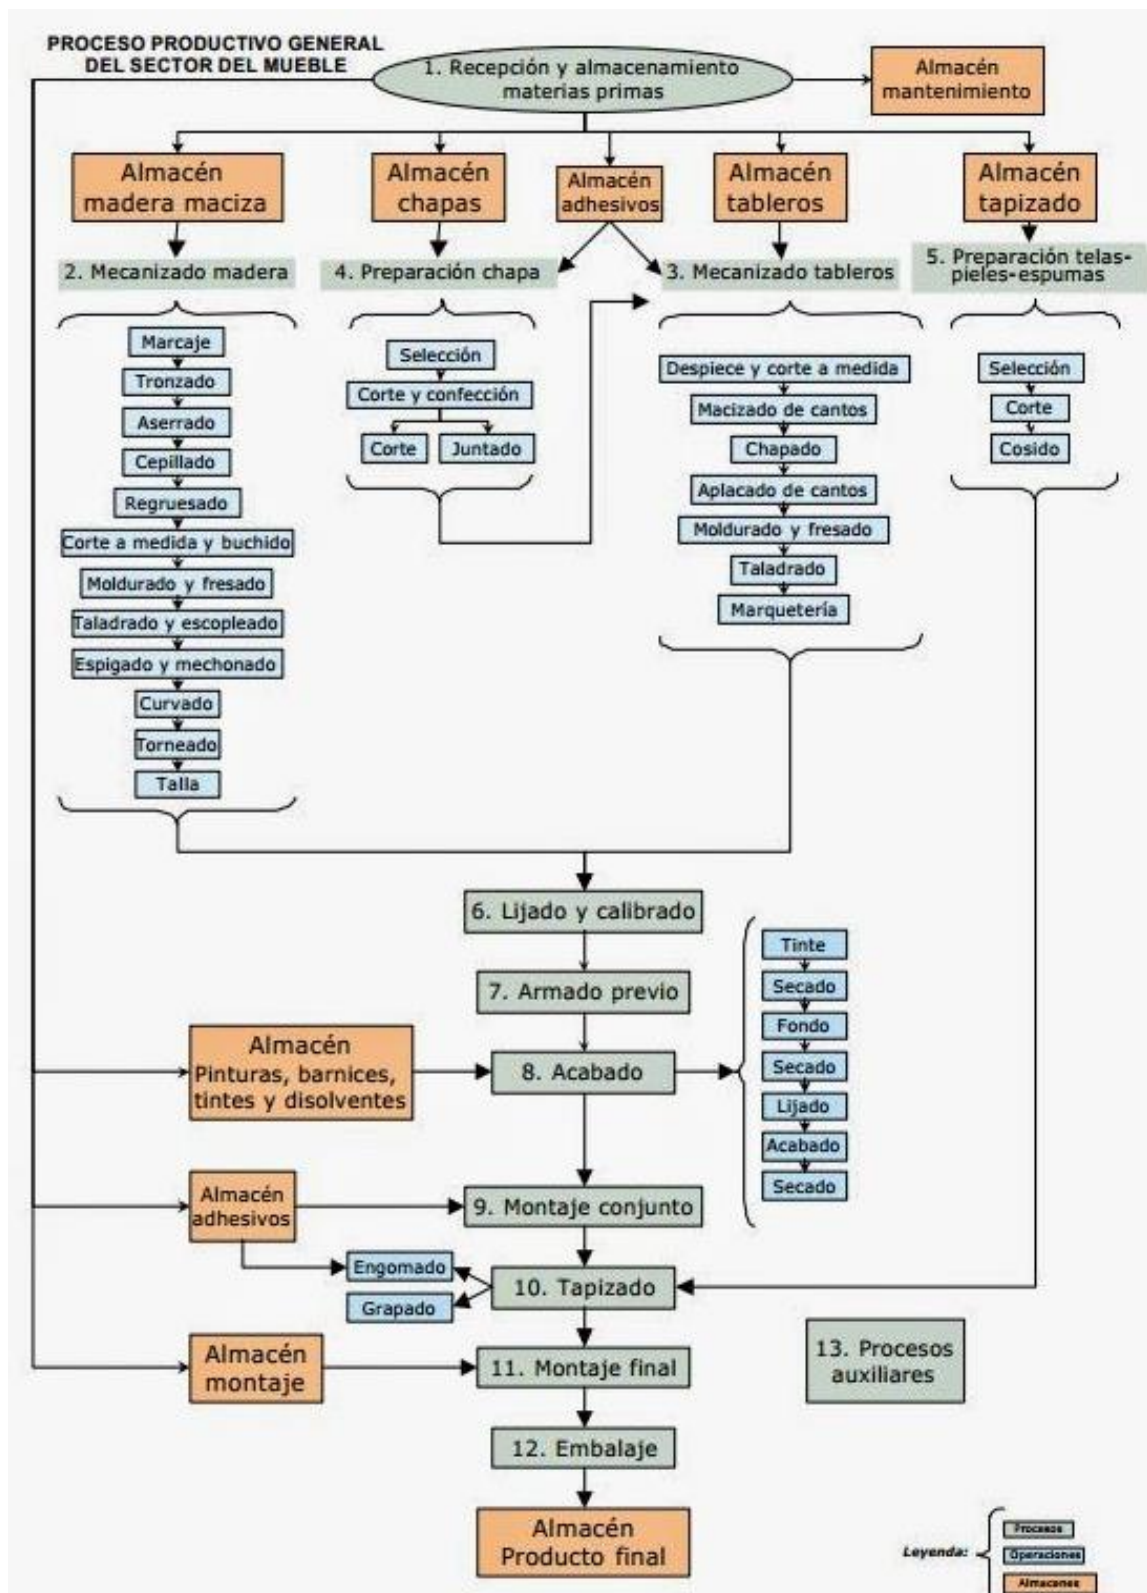 PROCESO PRODUCTIVO GENERAL
DEL SECTOR DEL MUEBLE
1. Recepción y almacenamiento
materias primas
Almacén
mantenimiento
Almacén
madera maciza
Almacén
chapas
Almacén
adhesivos
Almacén
tableros
Almacén
tapizado
2. Mecanizado madera
4. Preparación chapa
3. Mecanizado tableros
5. Preparación telas-
pieles-espumas
Marcaje
Tronzado
Aserrado
Cepillado
Regruesado
Corte a medida y buchido
Moldurado y fresado
Taladrado y escopleado
Espigado y mechonado
Curvado
Torneado
Talla
Selección
Corte y confección
Corte
Juntado
Despiece y corte a medida
Macizado de cantos
Chapado
Aplacado de cantos
Moldurado y fresado
Taladrado
Marquetería
Selección
Corte
Cosido
6. Lijado y calibrado
7. Armado previo
Almacén
Pinturas, barnices,
tintes y disolventes
8. Acabado
Tinte
Secado
Fondo
Secado
Lijado
Acabado
Secado
Almacén
adhesivos
9. Montaje conjunto
Engomado
Grapado
10. Tapizado
Almacén
montaje
11. Montaje final
13. Procesos
auxiliares
12. Embalaje
Almacén
Producto final
Leyenda:
Procesos
Operaciones
Almacenes